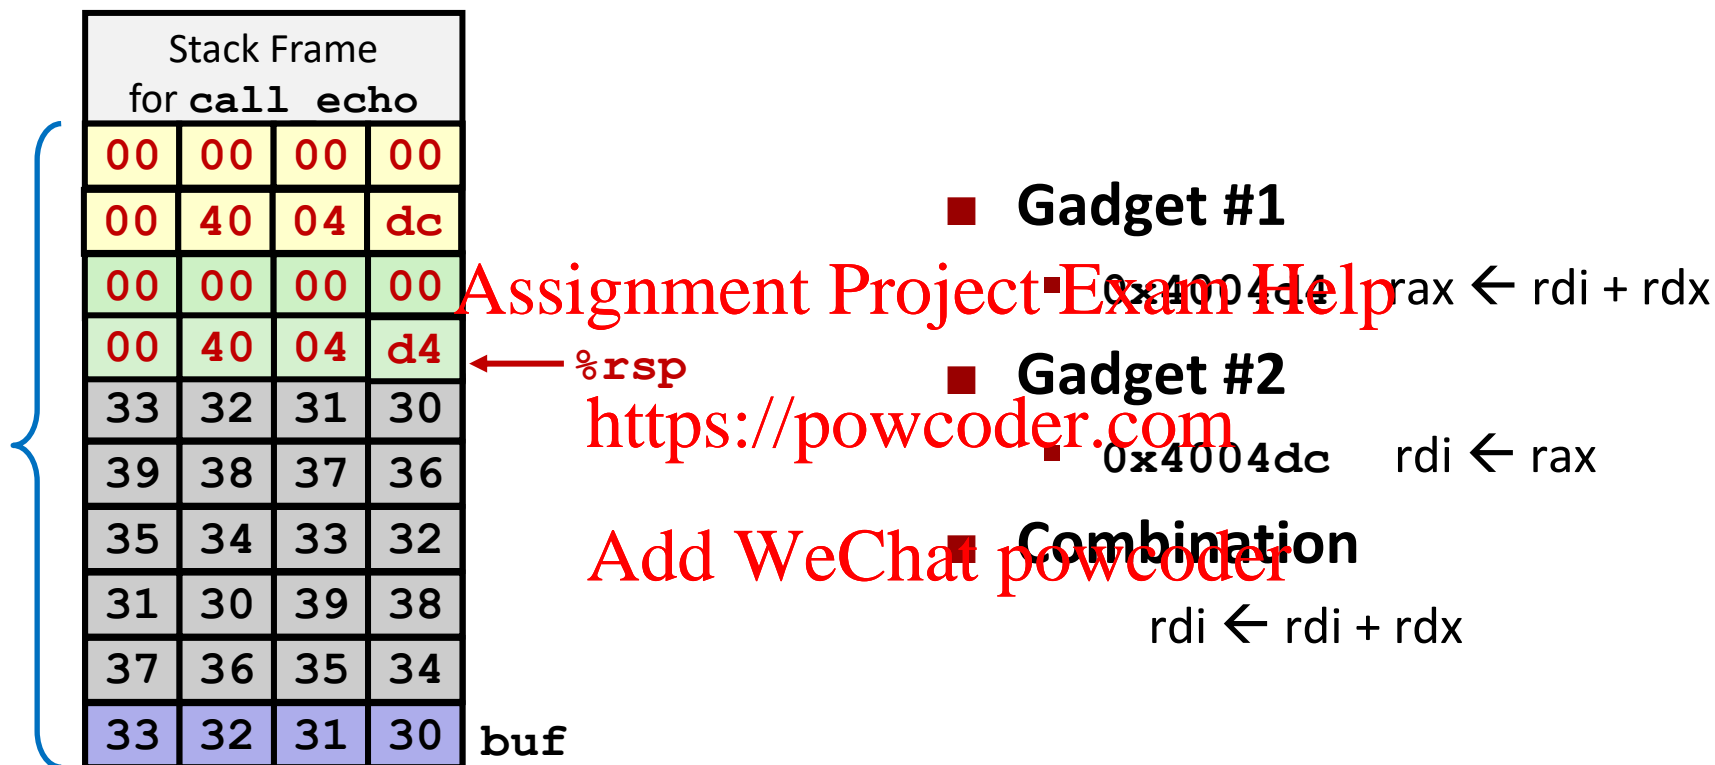 Stack Frame
for call_echo
00 00 00 00
00 40 04 dc
00 00 00 00
00 40 04 d4
%rsp
33 32 31 30
39 38 37 36
35 34 33 32
31 30 39 38
37 36 35 34
33 32 31 30
buf
Gadget #1
0x4004d4 rax ← rdi + rdx
Gadget #2
0x4004dc rdi ← rax
Combination
rdi ← rdi + rdx
Assignment Project Exam Help
https://powcoder.com
Add WeChat powcoder